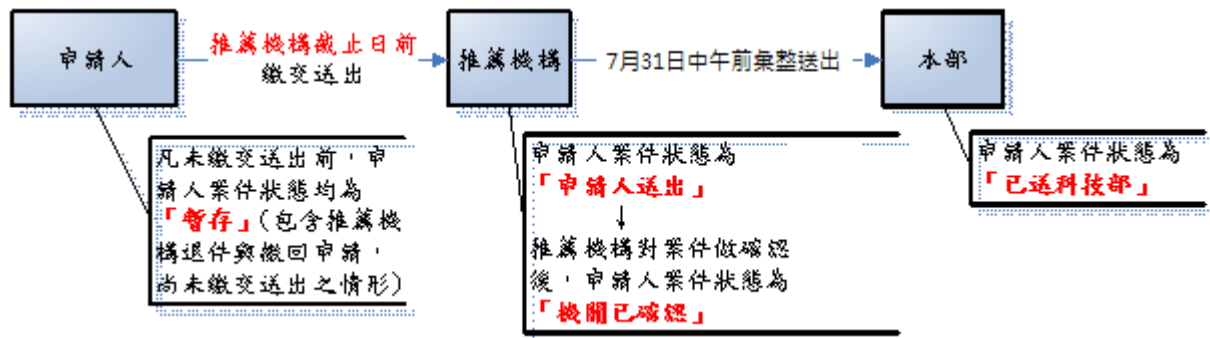 申請人
推薦機構截止日前
繳交送出
推薦機構
7月31日中午前彙整送出
本部
凡未繳交送出前，申
請人案件狀態均為
「暫存」(包含推薦機
構退件與撤回申請，
尚未繳交送出之情形)
申請人案件狀態為
「申請人送出」
↓
推薦機構對案件做確認
後，申請人案件狀態為
「機關已確認」
申請人案件狀態為
「已送科技部」